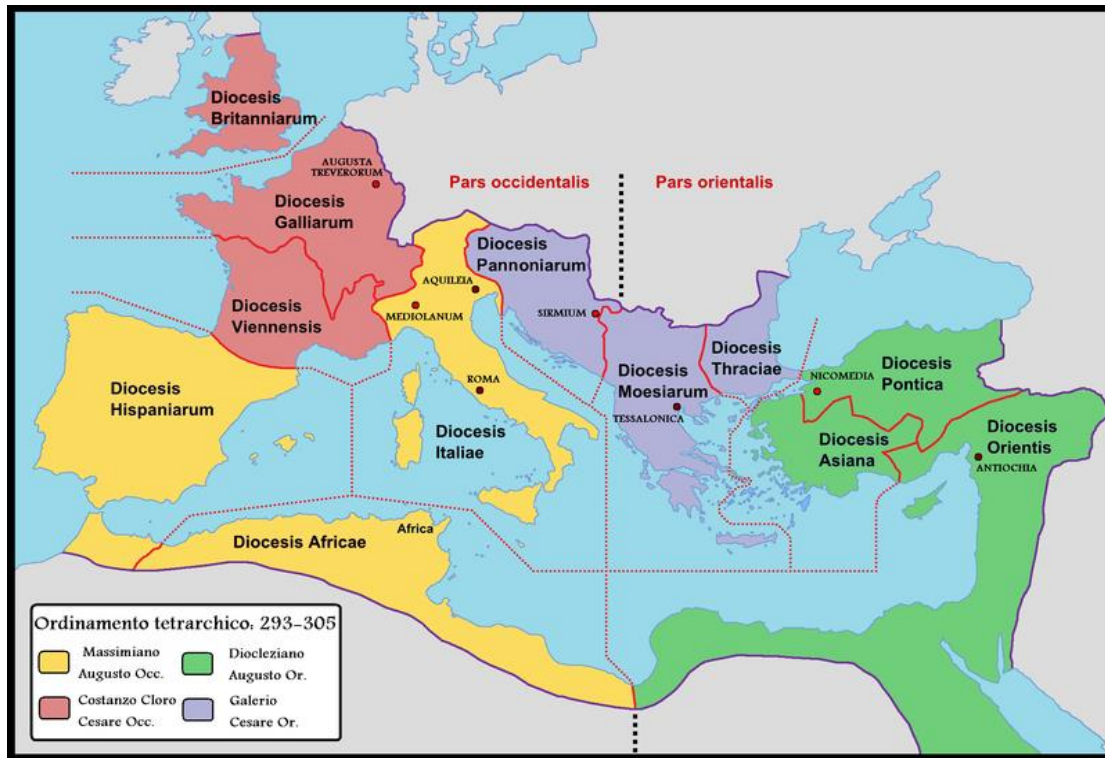 Diocesis
Britanniarum
AUGUSTA
TREVERORUM
Pars occidentalis
Pars orientalis
Diocesis
Galliarum
Diocesis
Pannoniarum
AQUILEIA
MEDIOLANUM
SIRMIUM
Diocesis
Viennensis
Diocesis
Thraciae
Diocesis
Pontica
NICOMEDIA
Diocesis
Moesiarum
TESSALONICA
Diocesis
Hispaniarum
ROMA
Diocesis
Italiae
Diocesis
Asiana
Diocesis
Orientis
ANTIOCHIA
Africa
Diocesis Africae
Ordinamento tetrarchico: 293-305
Massimiano
Augusto Occ.
Diocleziano
Augusto Or.
Costanzo Cloro
Cesare Occ.
Galerio
Cesare Or.